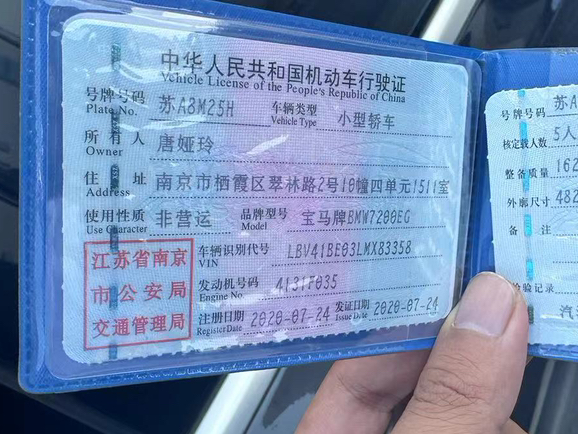 中华人民共和国机动车行驶证
Vehicle License of the People's Republic of China
号牌号码 苏A8M25H 车辆类型 小型轿车
Plate No. Vehicle Type
所有人 唐娅玲
Owner
住址 南京市栖霞区翠林路2号10幢四单元1511室
Address
使用性质 非营运 品牌型号 宝马牌BMW7200EG
Use Character Model
江苏省南京
市公安局
交通管理局
车辆识别代号 LBV41BE03LMX83358
VIN
发动机号码 4131F035
Engine No.
注册日期 2020-07-24 发证日期 2020-07-24
Register Date Issue Date
号牌号码 苏A
核定载人数 5人
整备质量 162
外廓尺寸 482
备注
检验记录